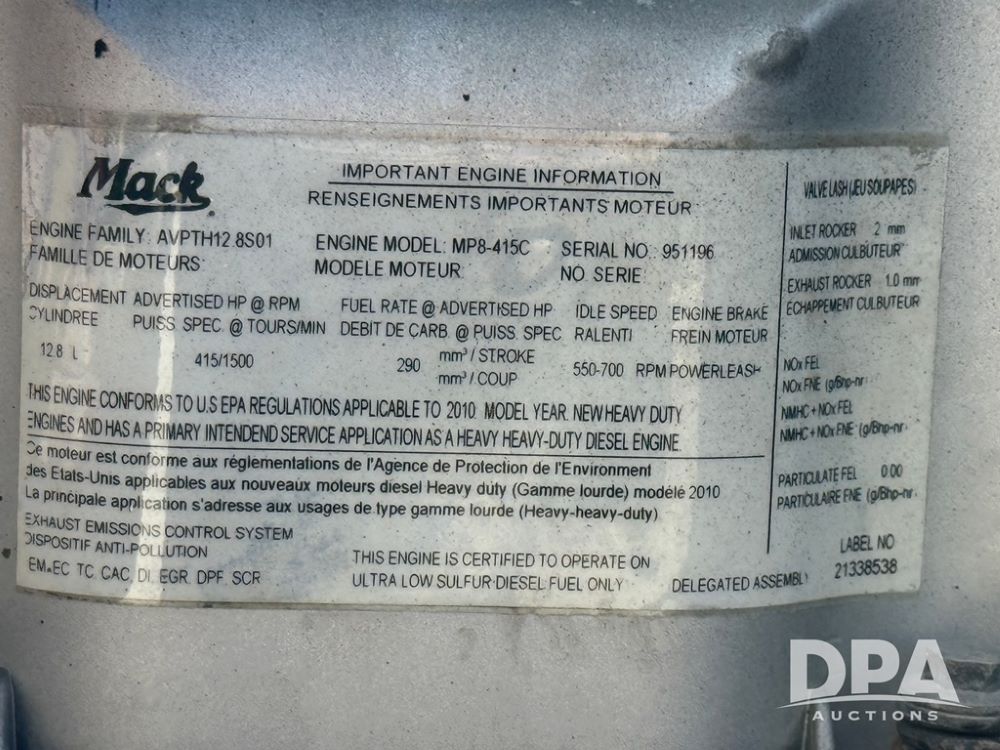 Mack
IMPORTANT ENGINE INFORMATION
RENSEIGNEMENTS IMPORTANTS MOTEUR
ENGINE FAMILY: AVPTH12.8S01
FAMILLE DE MOTEURS:
ENGINE MODEL: MP8-415C
MODELE MOTEUR:
SERIAL NO.: 951196
NO. SERIE:
DISPLACEMENT
CYLINDREE
12.8 L
ADVERTISED HP @ RPM
PUISS. SPEC. @ TOURS/MIN
415/1500
FUEL RATE @ ADVERTISED HP
DEBIT DE CARB. @ PUISS. SPEC
290 mm³ / STROKE
mm³ / COUP
IDLE SPEED
RALENTI
550-700 RPM
ENGINE BRAKE
FREIN MOTEUR
POWERLEASH
THIS ENGINE CONFORMS TO U.S EPA REGULATIONS APPLICABLE TO 2010 MODEL YEAR NEW HEAVY DUTY
ENGINES AND HAS A PRIMARY INTENDEND SERVICE APPLICATION AS A HEAVY HEAVY-DUTY DIESEL ENGINE.
Ce moteur est conforme aux réglementations de l'Agence de Protection de l'Environment
des Etats-Unis applicables aux nouveaux moteurs diesel Heavy duty (Gamme lourde) modèlé 2010
La principale application s'adresse aux usages de type gamme lourde (Heavy-heavy-duty)
EXHAUST EMISSIONS CONTROL SYSTEM
DISPOSITIF ANTI-POLLUTION
EM-EC, TC, CAC, DI, EGR, DPF, SCR
THIS ENGINE IS CERTIFIED TO OPERATE ON
ULTRA LOW SULFUR DIESEL FUEL ONLY
DELEGATED ASSEMBLY
VALVE LASH (JEU SOUPAPES)
INLET ROCKER .2 mm
ADMISSION CULBUTEUR
EXHAUST ROCKER 1.0 mm
ECHAPPEMENT CULBUTEUR
NOx FEL
NOx FNE (g/Bhp-hr)
NMHC + NOx FEL
NMHC + NOx FNE (g/Bhp-hr)
PARTICULATE FEL 0.00
PARTICULAIRE FNE (g/Bhp-hr)
LABEL NO
21338538
DPA
AUCTIONS